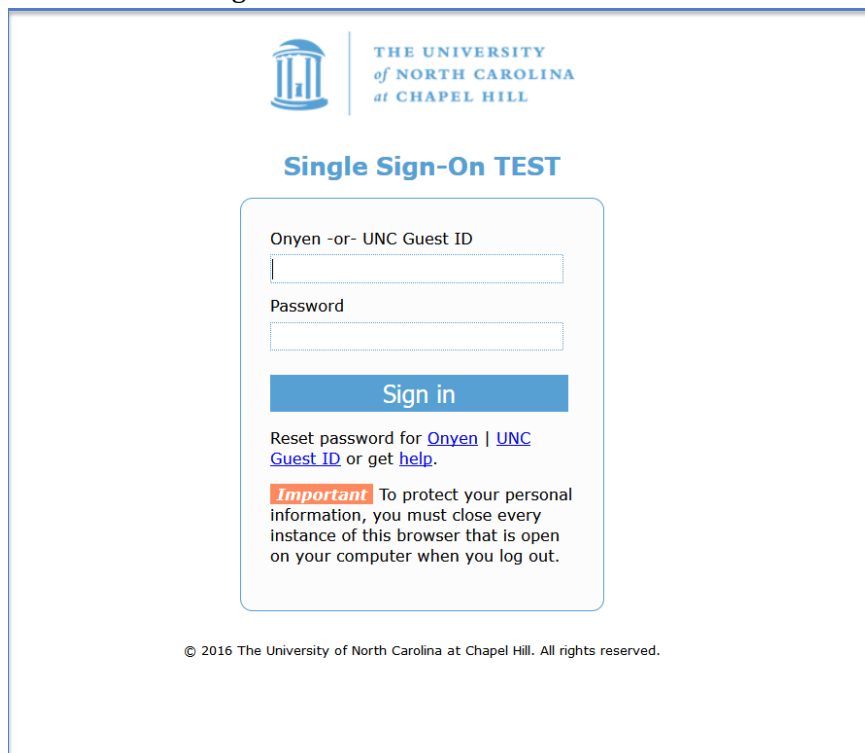 THE UNIVERSITY
of NORTH CAROLINA
at CHAPEL HILL
Single Sign-On TEST
Onyen -or- UNC Guest ID
Password
Sign in
Reset password for Onyen | UNC
Guest ID or get help.
Important To protect your personal
information, you must close every
instance of this browser that is open
on your computer when you log out.
© 2016 The University of North Carolina at Chapel Hill. All rights reserved.